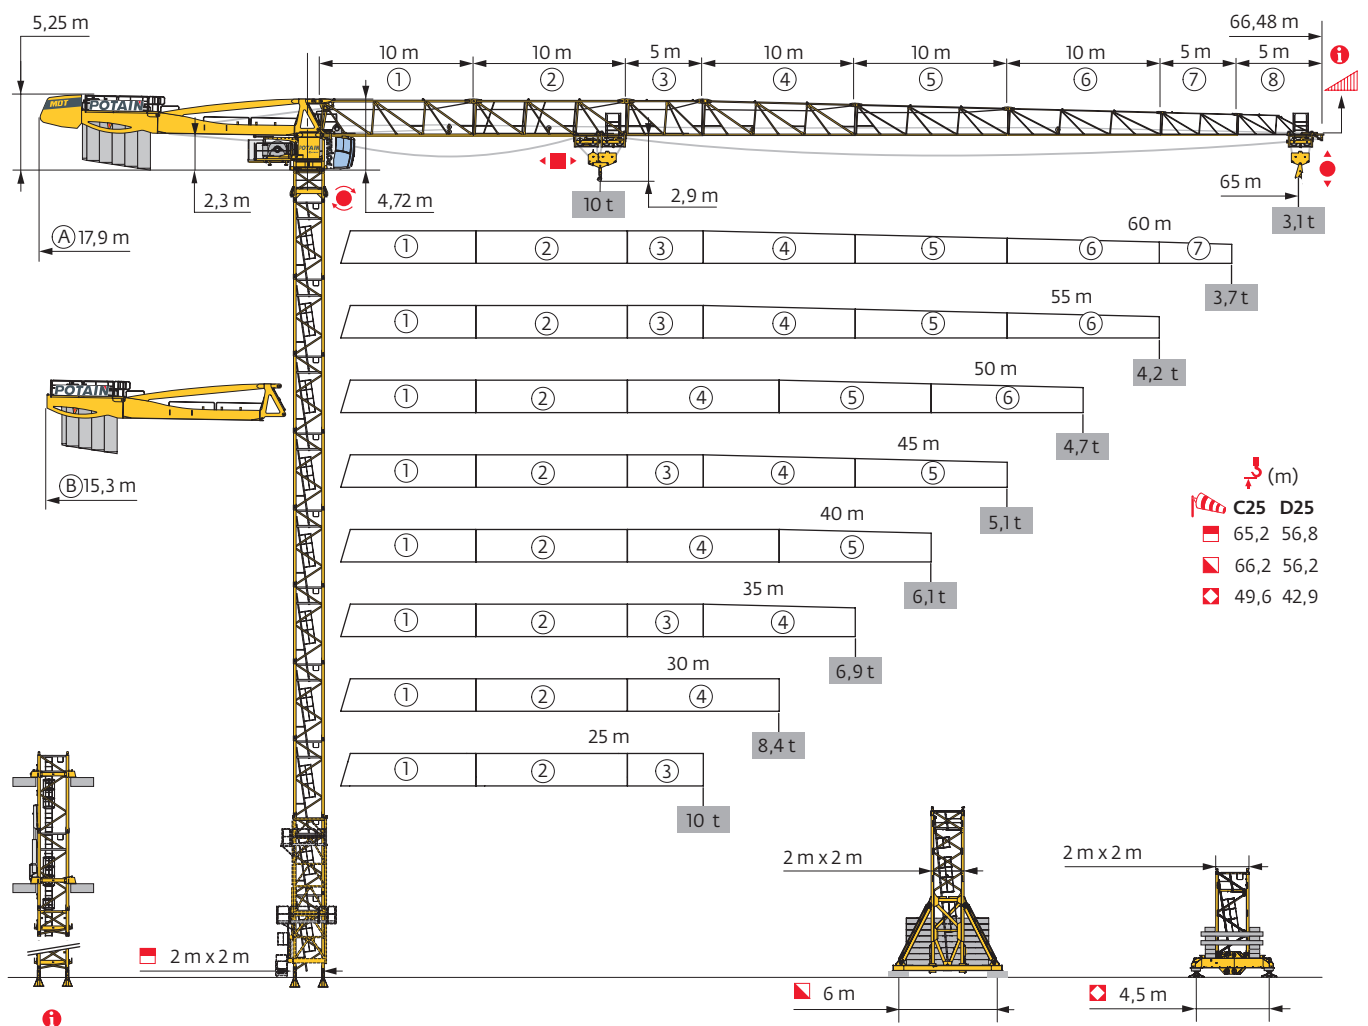 5,25 m
66,48 m
10 m 10 m 5 m 10 m 10 m 10 m 5 m 5 m
1 2 3 4 5 6 7 8
i
MDT POTAIN
POTAIN
2,3 m
4,72 m
10 t
2,9 m
65 m
3,1 t
A 17,9 m
60 m
1 2 3 4 5 6 7
3,7 t
55 m
1 2 3 4 5 6
4,2 t
POTAIN
50 m
1 2 4 5 6
4,7 t
B 15,3 m
45 m
1 2 3 4 5
5,1 t
(m)
C25 D25
65,2 56,8
66,2 56,2
49,6 42,9
40 m
1 2 4 5
6,1 t
35 m
1 2 3 4
6,9 t
30 m
1 2 4
8,4 t
25 m
1 2 3
10 t
2 m x 2 m
2 m x 2 m
2 m x 2 m
6 m
4,5 m
i